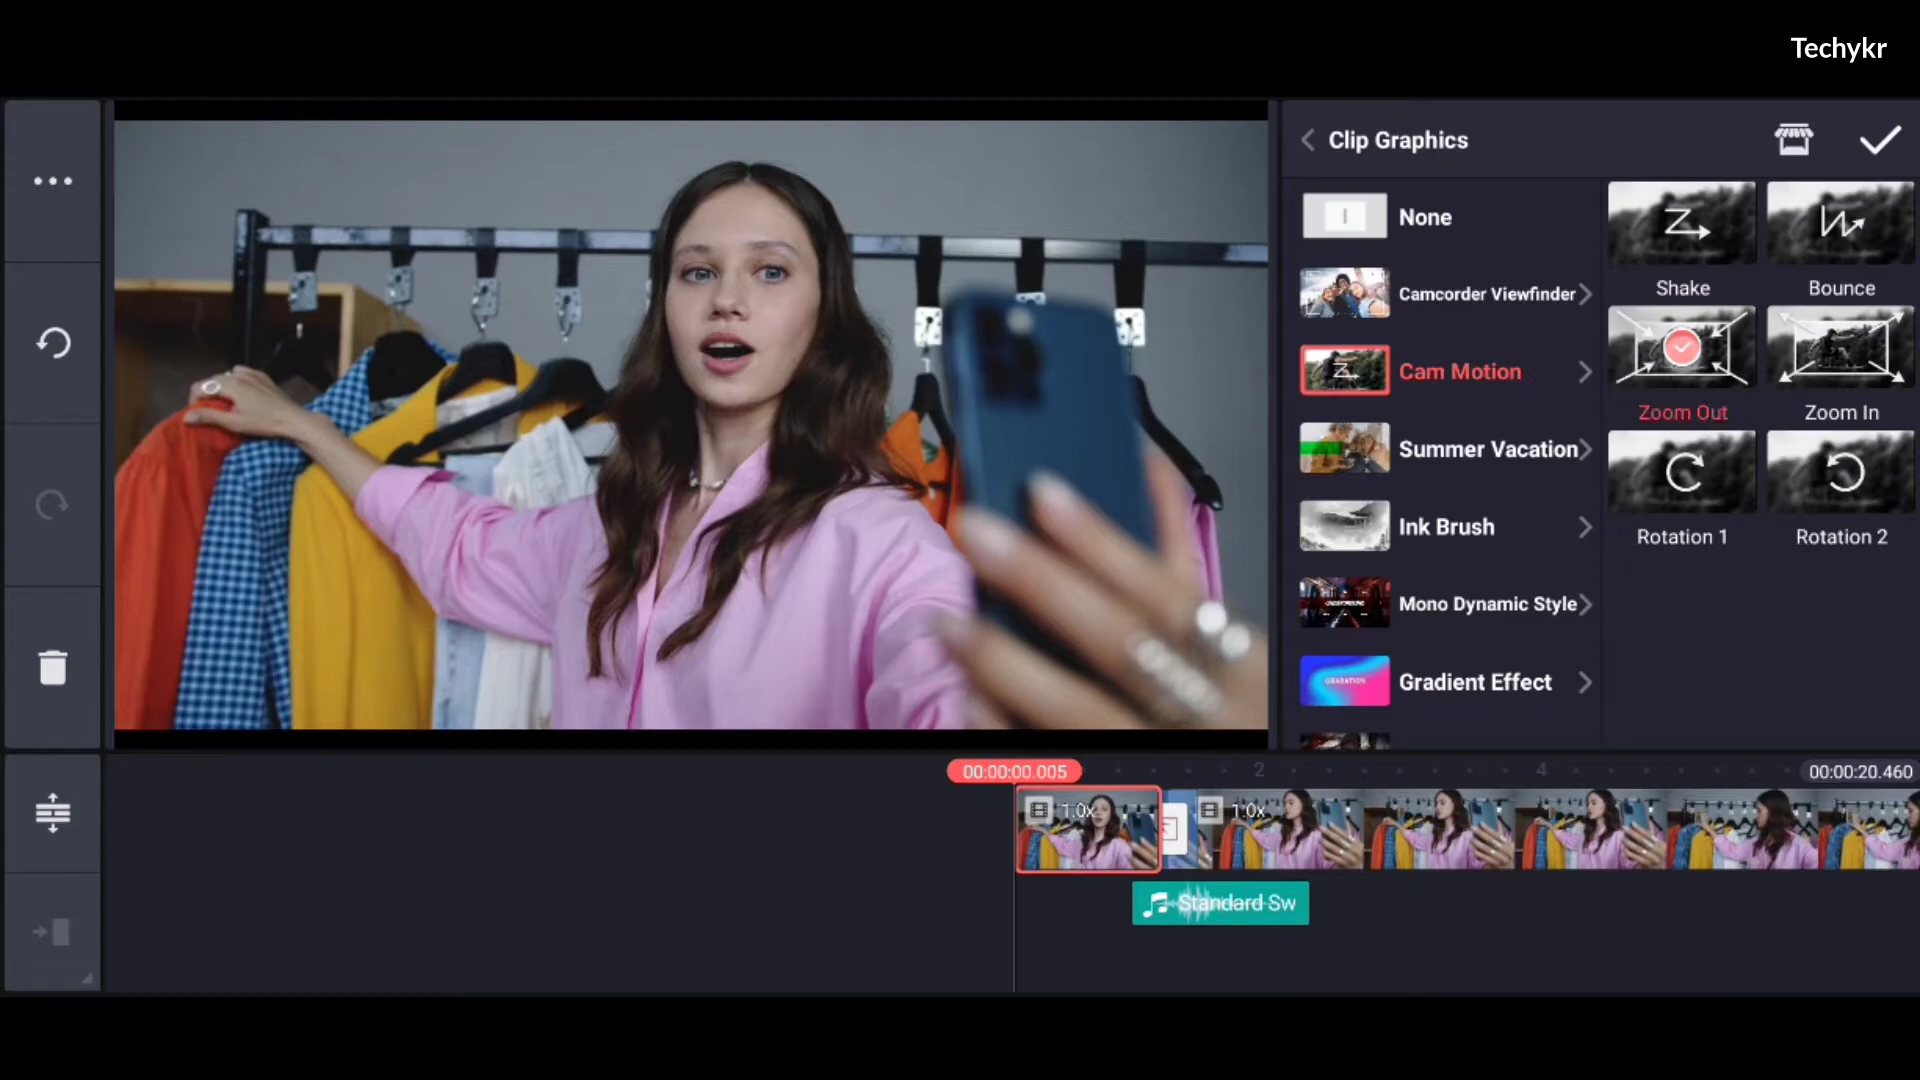 Techykr
Clip Graphics
None
Camcorder Viewfinder
Cam Motion
Summer Vacation
Ink Brush
Mono Dynamic Style
GRADATION
Gradient Effect
Shake
Bounce
Zoom Out
Zoom In
Rotation 1
Rotation 2
00:00:00.005
2
4
00:00:20.460
1.0x
1.0x
Standard Sw